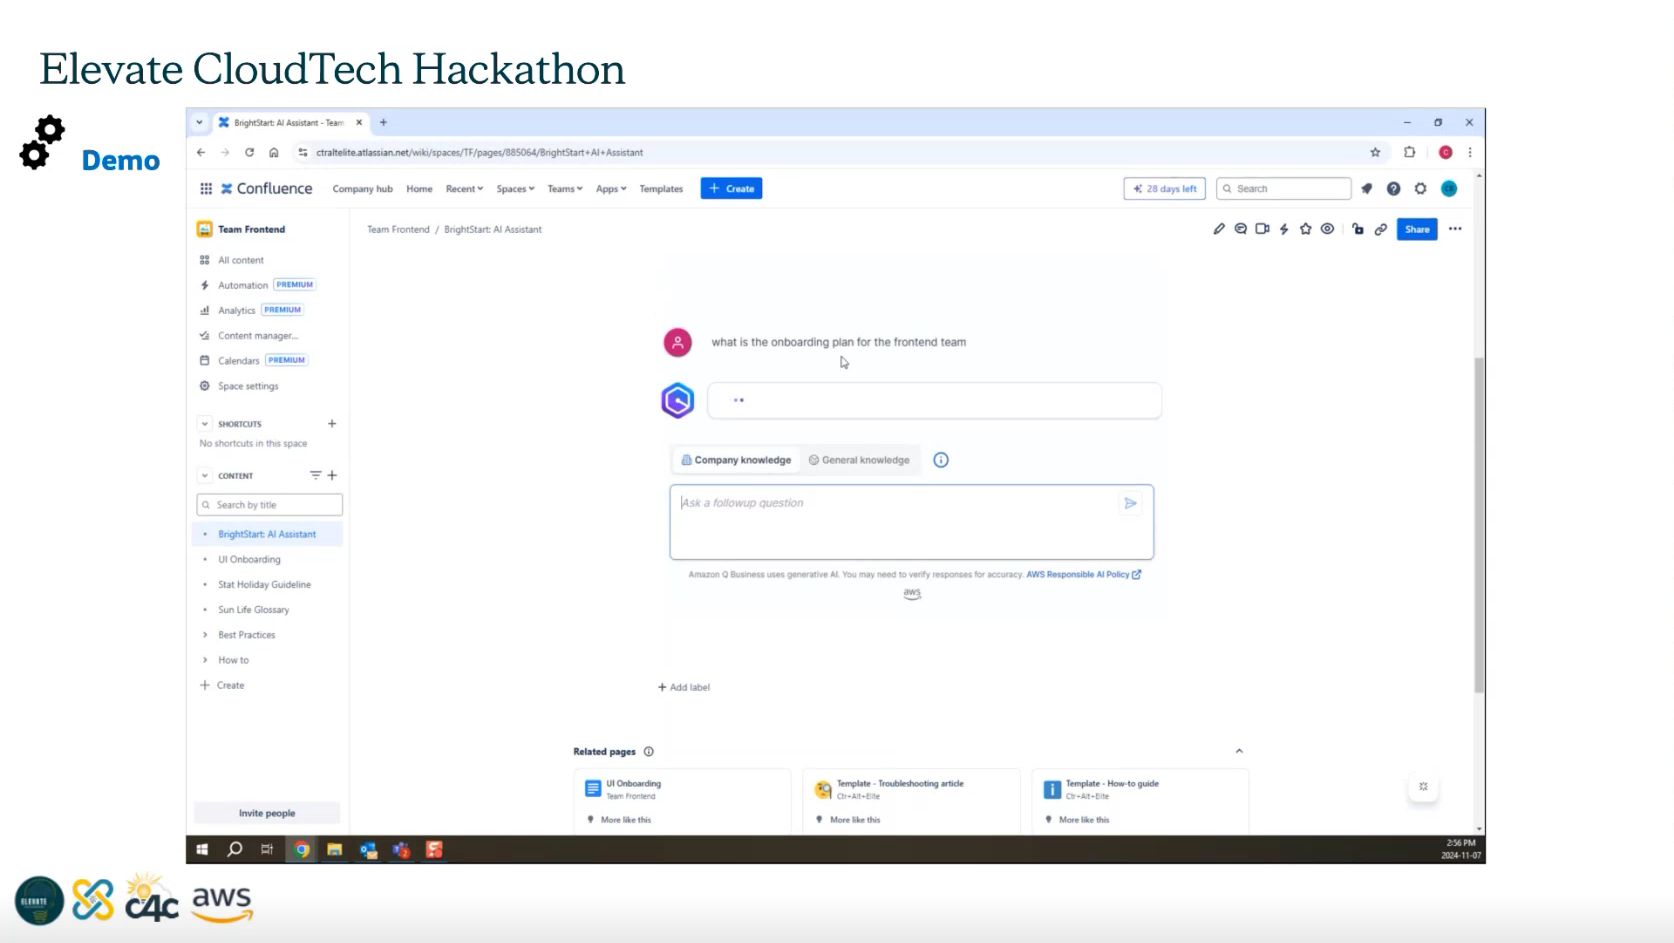 Elevate CloudTech Hackathon
Demo
BrightStart: AI Assistant - Team
ctraltelite.atlassian.net/wiki/spaces/TF/pages/885064/BrightStart+AI+Assistant
Confluence Company hub Home Recent Spaces Teams Apps Templates + Create 28 days left Search
Team Frontend
Team Frontend / BrightStart: AI Assistant
Share
All content
Automation PREMIUM
Analytics PREMIUM
Content manager...
Calendars PREMIUM
Space settings
SHORTCUTS
No shortcuts in this space
CONTENT
Search by title
BrightStart: AI Assistant
UI Onboarding
Stat Holiday Guideline
Sun Life Glossary
Best Practices
How to
+ Create
Invite people
what is the onboarding plan for the frontend team
Company knowledge General knowledge
Ask a followup question
Amazon Q Business uses generative AI. You may need to verify responses for accuracy. AWS Responsible AI Policy
aws
+ Add label
Related pages
UI Onboarding
Team Frontend
More like this
Template - Troubleshooting article
Ctr+Alt+Elite
More like this
Template - How-to guide
Ctr+Alt+Elite
More like this
2:56 PM
2024-11-07
ELEVATE
c4c
aws